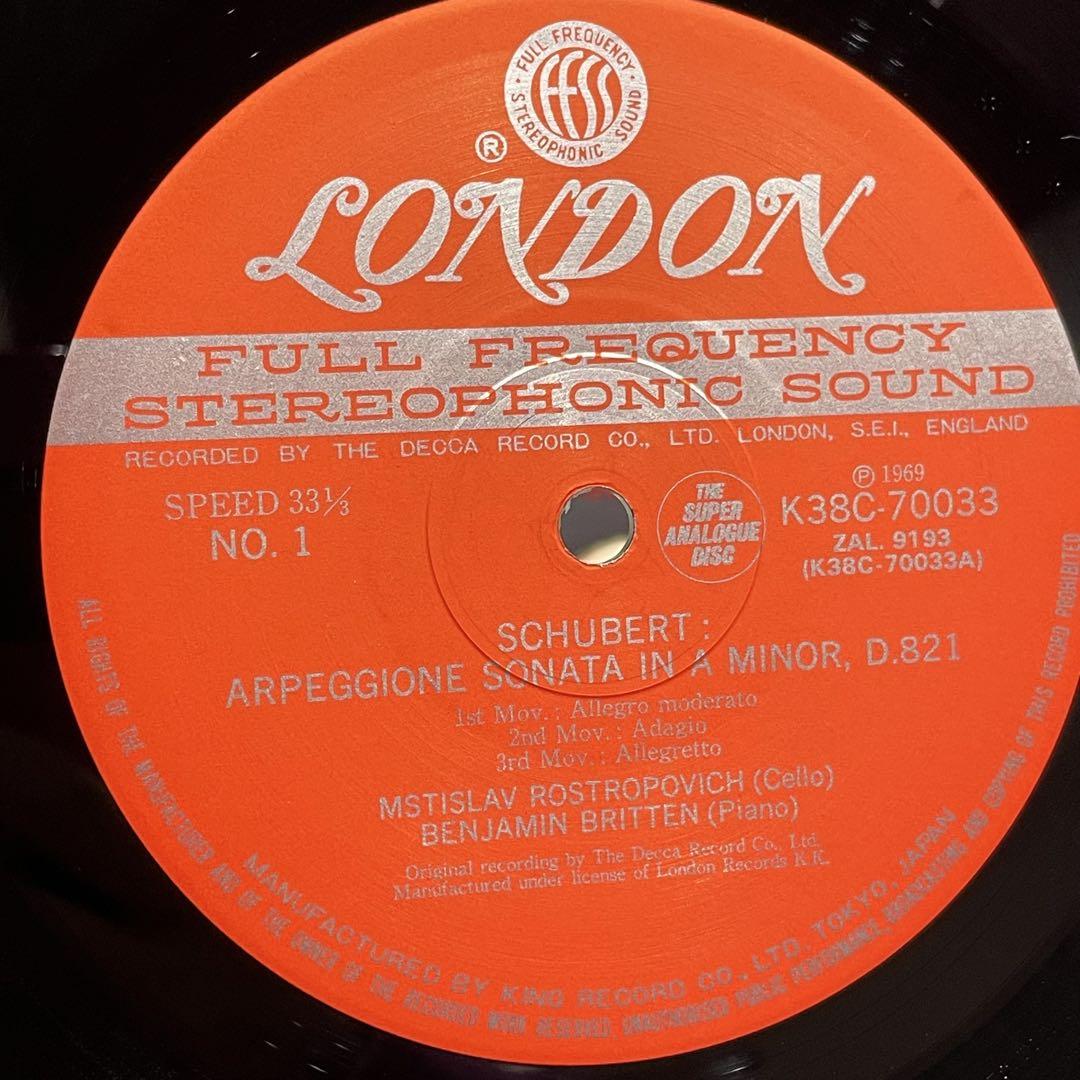 FULL FREQUENCY
STEREOPHONIC SOUND
FFSS
®
LONDON
FULL FREQUENCY
STEREOPHONIC SOUND
RECORDED BY THE DECCA RECORD CO., LTD. LONDON, S.E.I., ENGLAND
SPEED 33⅓
NO. 1
THE
SUPER
ANALOGUE
DISC
℗ 1969
K38C-70033
ZAL. 9193
(K38C-70033A)
SCHUBERT:
ARPEGGIONE SONATA IN A MINOR, D.821
1st Mov.: Allegro moderato
2nd Mov.: Adagio
3rd Mov.: Allegretto
MSTISLAV ROSTROPOVICH (Cello)
BENJAMIN BRITTEN (Piano)
Original recording by The Decca Record Co., Ltd.
Manufactured under license of London Records K.K.
MANUFACTURED BY KING RECORD CO., LTD. TOKYO, JAPAN
ALL RIGHTS OF THE MANUFACTURER AND OF THE OWNER OF THE RECORDED WORK RESERVED. UNAUTHORISED PUBLIC PERFORMANCE, BROADCASTING AND COPYING OF THIS RECORD PROHIBITED